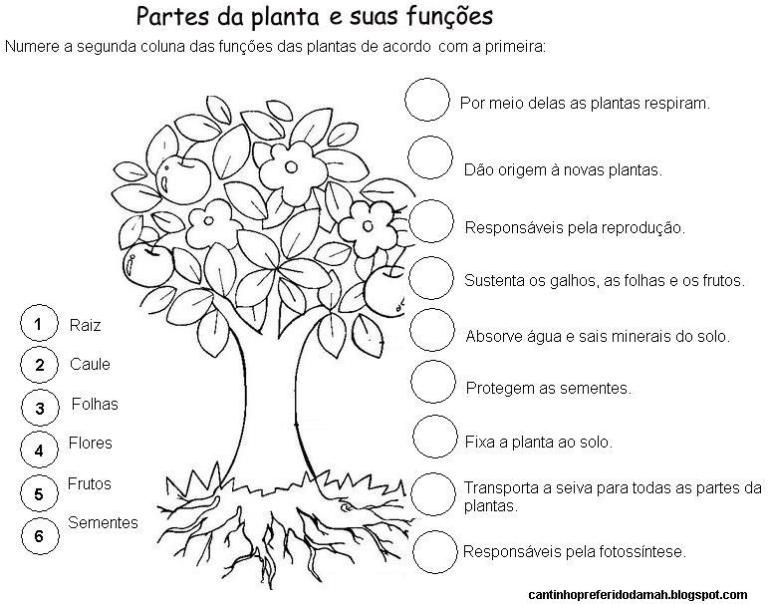 Partes da planta e suas funções
Numere a segunda coluna das funções das plantas de acordo com a primeira:
1 Raiz
2 Caule
3 Folhas
4 Flores
5 Frutos
6 Sementes
Por meio delas as plantas respiram.
Dão origem à novas plantas.
Responsáveis pela reprodução.
Sustenta os galhos, as folhas e os frutos.
Absorve água e sais minerais do solo.
Protegem as sementes.
Fixa a planta ao solo.
Transporta a seiva para todas as partes da
plantas.
Responsáveis pela fotossíntese.
cantinhopreferidodamah.blogspot.com